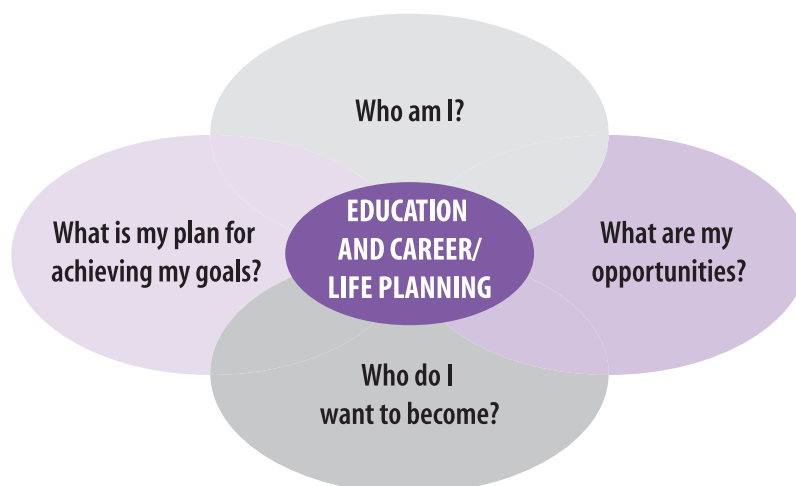 Who am I?
What is my plan for
achieving my goals?
EDUCATION
AND CAREER/
LIFE PLANNING
What are my
opportunities?
Who do I
want to become?